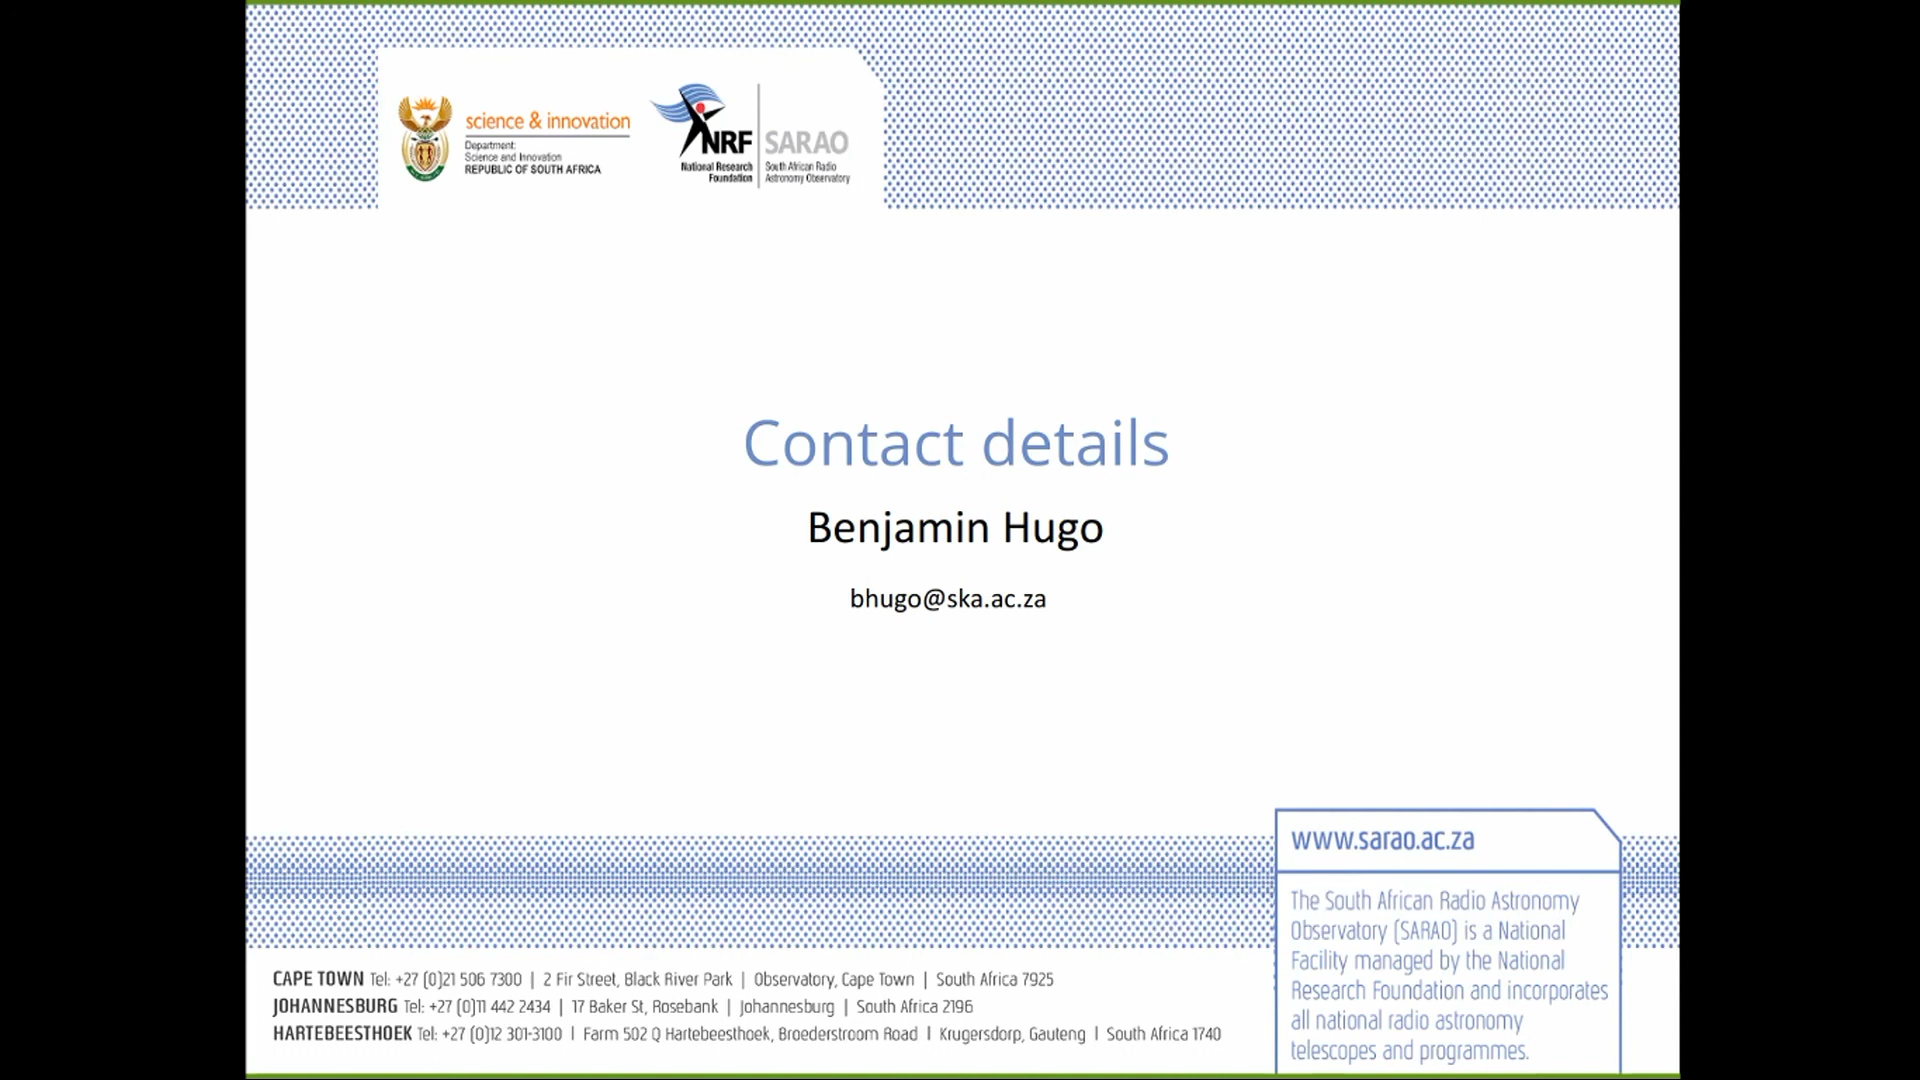 science & innovation
Department:
Science and Innovation
REPUBLIC OF SOUTH AFRICA
NRF
National Research
Foundation
SARAO
South African Radio
Astronomy Observatory
Contact details
Benjamin Hugo
bhugo@ska.ac.za
www.sarao.ac.za
The South African Radio Astronomy
Observatory (SARAO) is a National
Facility managed by the National
Research Foundation and incorporates
all national radio astronomy
telescopes and programmes.
CAPE TOWN Tel: +27 (0)21 506 7300 | 2 Fir Street, Black River Park | Observatory, Cape Town | South Africa 7925
JOHANNESBURG Tel: +27 (0)11 442 2434 | 17 Baker St, Rosebank | Johannesburg | South Africa 2196
HARTEBEESTHOEK Tel: +27 (0)12 301-3100 | Farm 502 Q Hartebeesthoek, Broederstroom Road | Krugersdorp, Gauteng | South Africa 1740